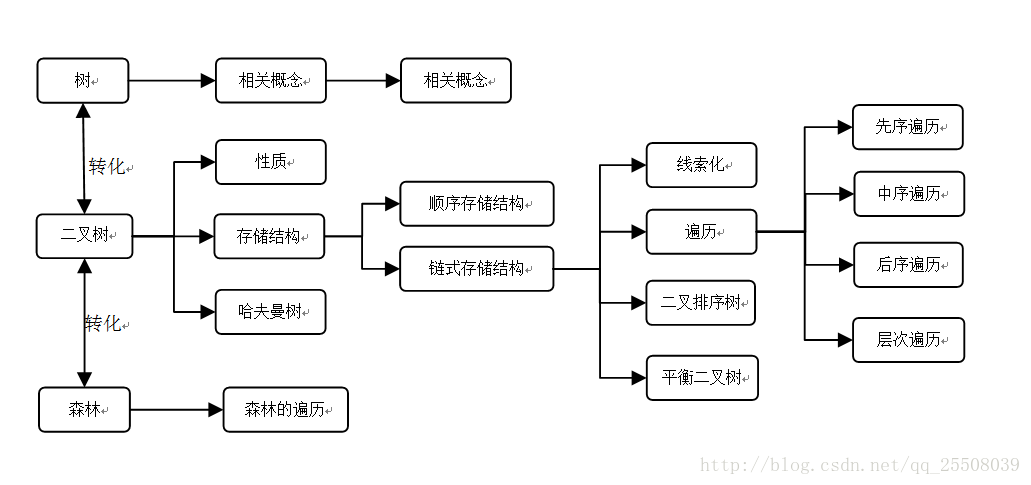 树
相关概念
相关概念
转化
性质
二叉树
存储结构
顺序存储结构
链式存储结构
哈夫曼树
线索化
遍历
二叉排序树
平衡二叉树
先序遍历
中序遍历
后序遍历
层次遍历
转化
森林
森林的遍历
http://blog.csdn.net/qq_25508039